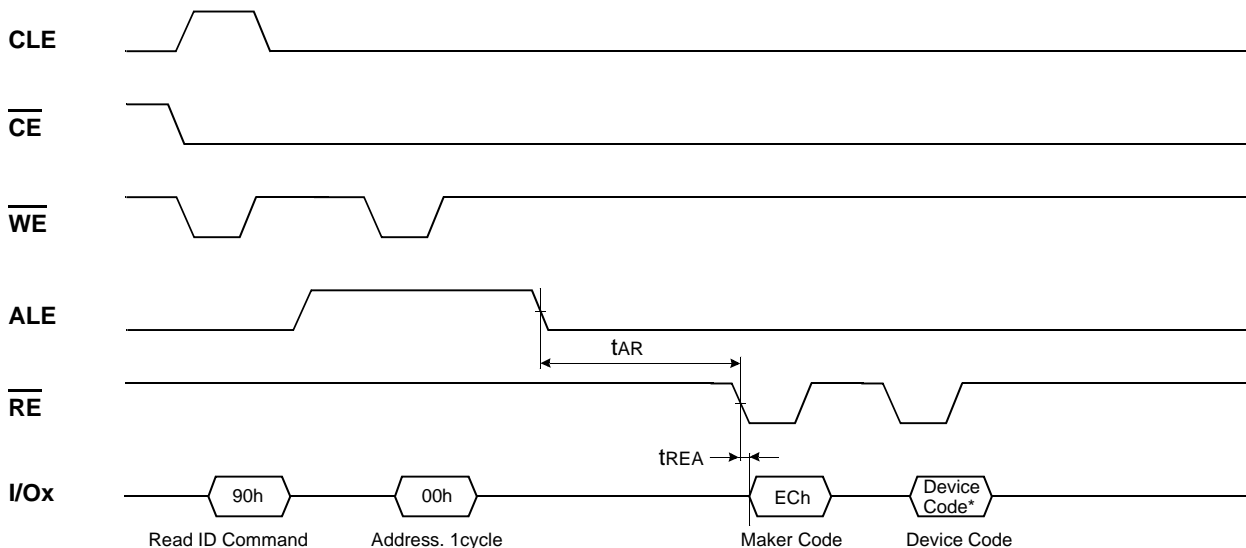 CLE
CE
WE
ALE
tAR
RE
tREA
I/Ox
90h
00h
ECh
Device
Code*
Read ID Command
Address. 1cycle
Maker Code
Device Code